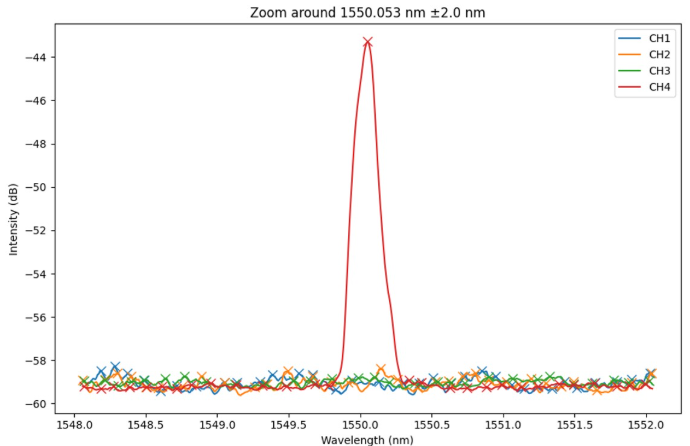 Zoom around 1550.053 nm ±2.0 nm
CH1
CH2
CH3
CH4
Intensity (dB)
−44
−46
−48
−50
−52
−54
−56
−58
−60
1548.0 1548.5 1549.0 1549.5 1550.0 1550.5 1551.0 1551.5 1552.0
Wavelength (nm)